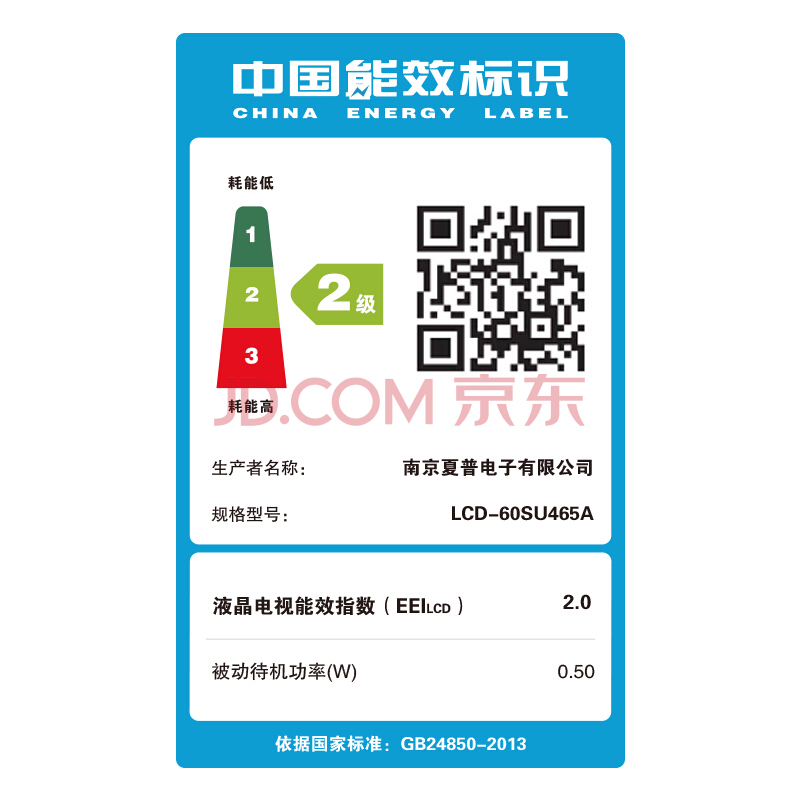 中国能效标识
CHINA ENERGY LABEL
耗能低
1
2
2级
3
JD.COM 京东
耗能高
生产者名称： 南京夏普电子有限公司
规格型号： LCD-60SU465A
液晶电视能效指数（EEILCD） 2.0
被动待机功率(W) 0.50
依据国家标准：GB24850-2013